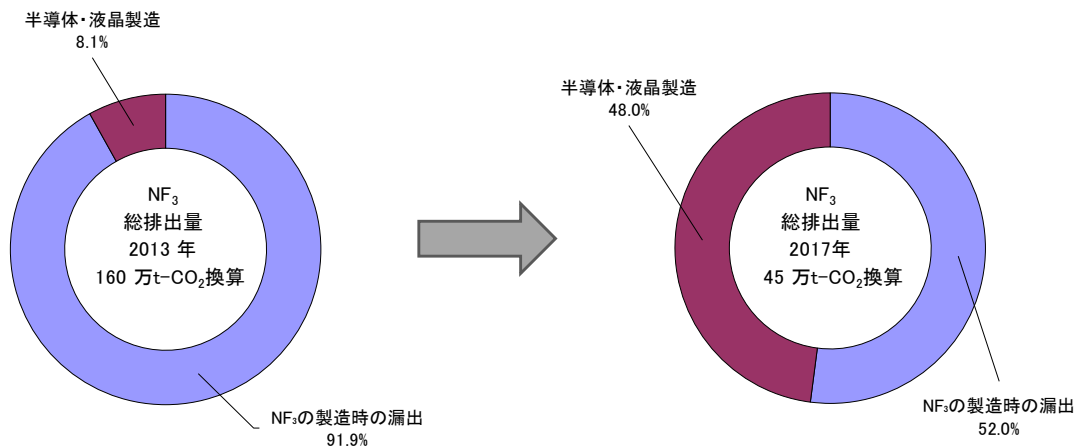 半導体・液晶製造
8.1%
NF₃
総排出量
2013 年
160 万t-CO₂換算
NF₃の製造時の漏出
91.9%
半導体・液晶製造
48.0%
NF₃
総排出量
2017年
45 万t-CO₂換算
NF₃の製造時の漏出
52.0%